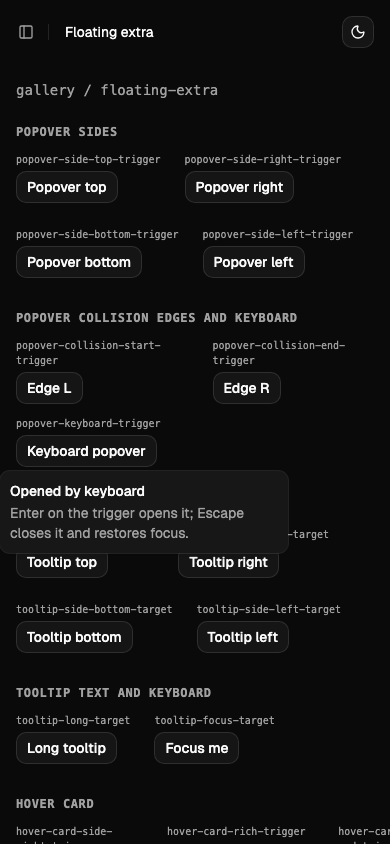 Floating extra
gallery / floating-extra
POPOVER SIDES
popover-side-top-trigger
popover-side-right-trigger
Popover top
Popover right
popover-side-bottom-trigger
popover-side-left-trigger
Popover bottom
Popover left
POPOVER COLLISION EDGES AND KEYBOARD
popover-collision-start-
trigger
popover-collision-end-
trigger
Edge L
Edge R
popover-keyboard-trigger
Keyboard popover
Opened by keyboard
Enter on the trigger opens it; Escape
closes it and restores focus.
-target
Tooltip top
Tooltip right
tooltip-side-bottom-target
tooltip-side-left-target
Tooltip bottom
Tooltip left
TOOLTIP TEXT AND KEYBOARD
tooltip-long-target
tooltip-focus-target
Long tooltip
Focus me
HOVER CARD
hover-card-side-
hover-card-rich-trigger
hover-car